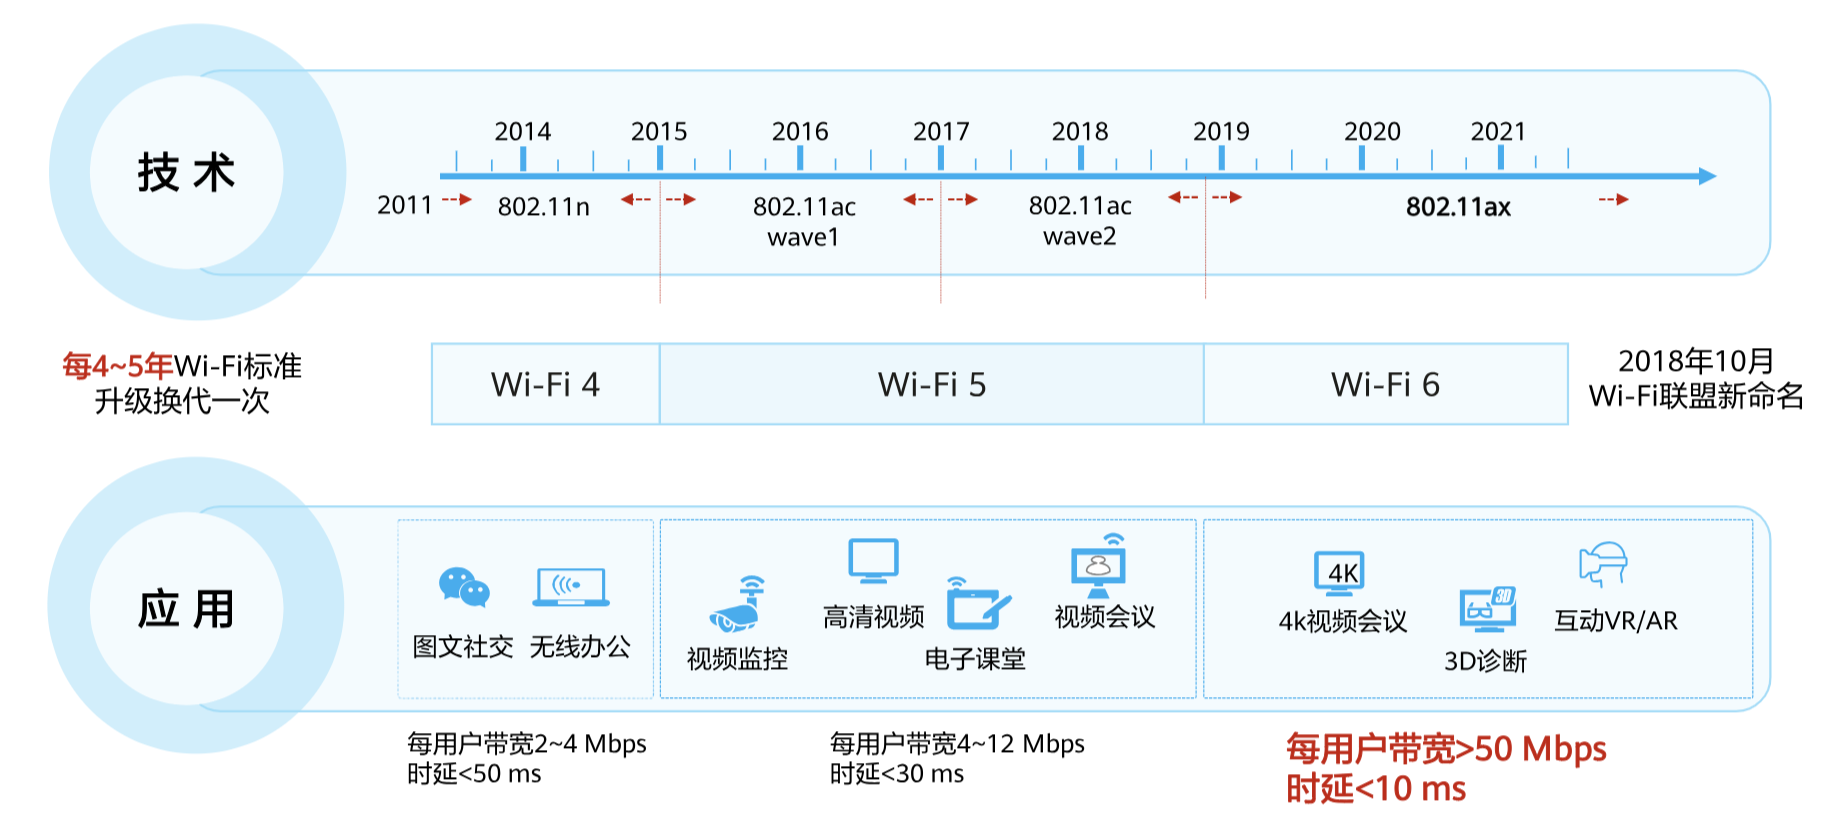 技 术
2014 2015 2016 2017 2018 2019 2020 2021
2011 802.11n 802.11ac 802.11ac 802.11ax
wave1 wave2
每4~5年Wi-Fi标准
升级换代一次
Wi-Fi 4 Wi-Fi 5 Wi-Fi 6
2018年10月
Wi-Fi联盟新命名
应 用
图文社交 无线办公
视频监控
高清视频
电子课堂
视频会议
4K
4k视频会议
3D
3D诊断
互动VR/AR
每用户带宽2~4 Mbps
时延<50 ms
每用户带宽4~12 Mbps
时延<30 ms
每用户带宽>50 Mbps
时延<10 ms